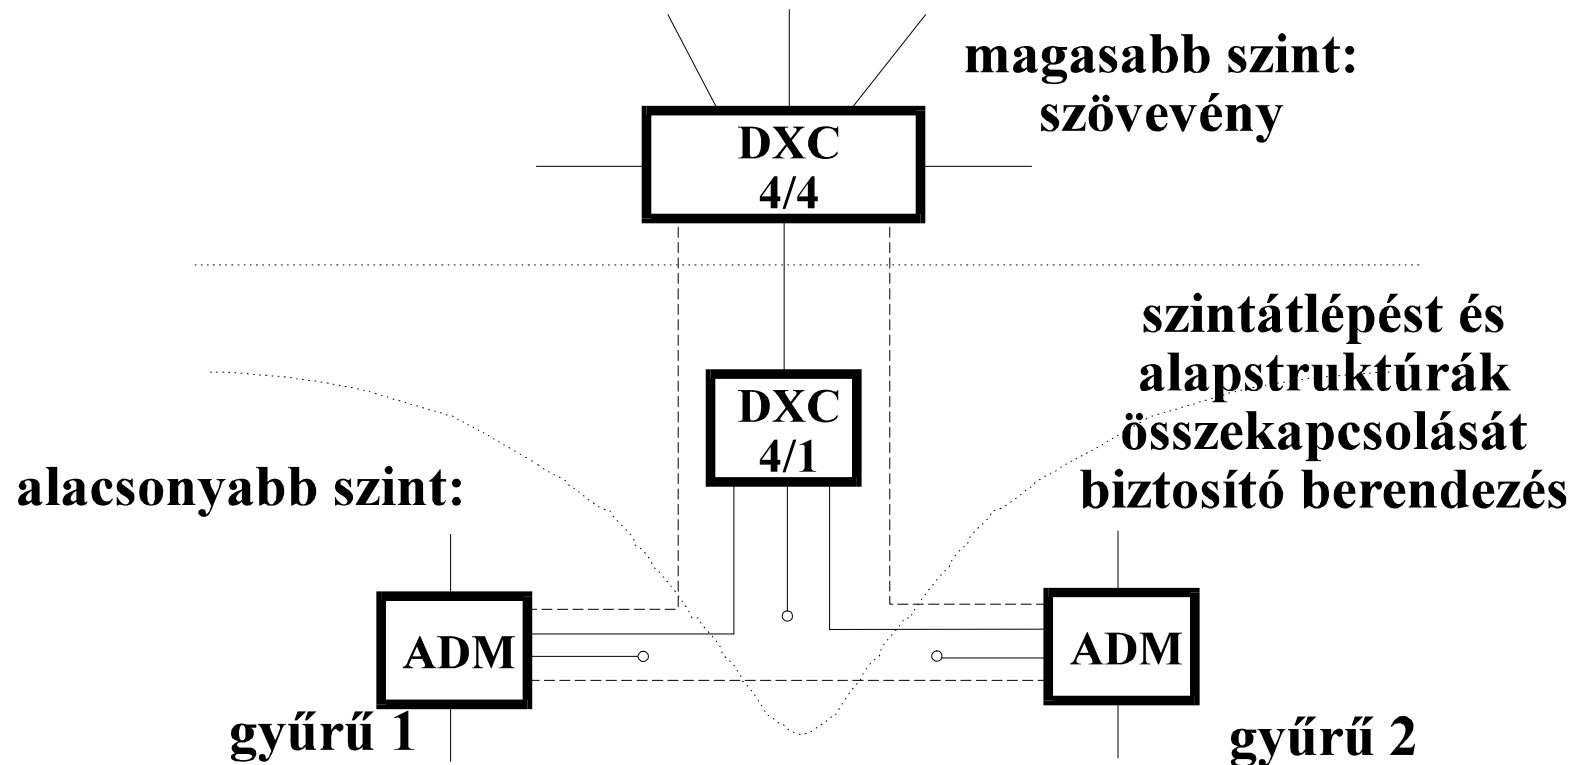 magasabb szint:
szövevény
DXC
4/4
szintátlépést és
alapstruktúrák
összekapcsolását
biztosító berendezés
DXC
4/1
alacsonyabb szint:
ADM
ADM
gyűrű 1
gyűrű 2